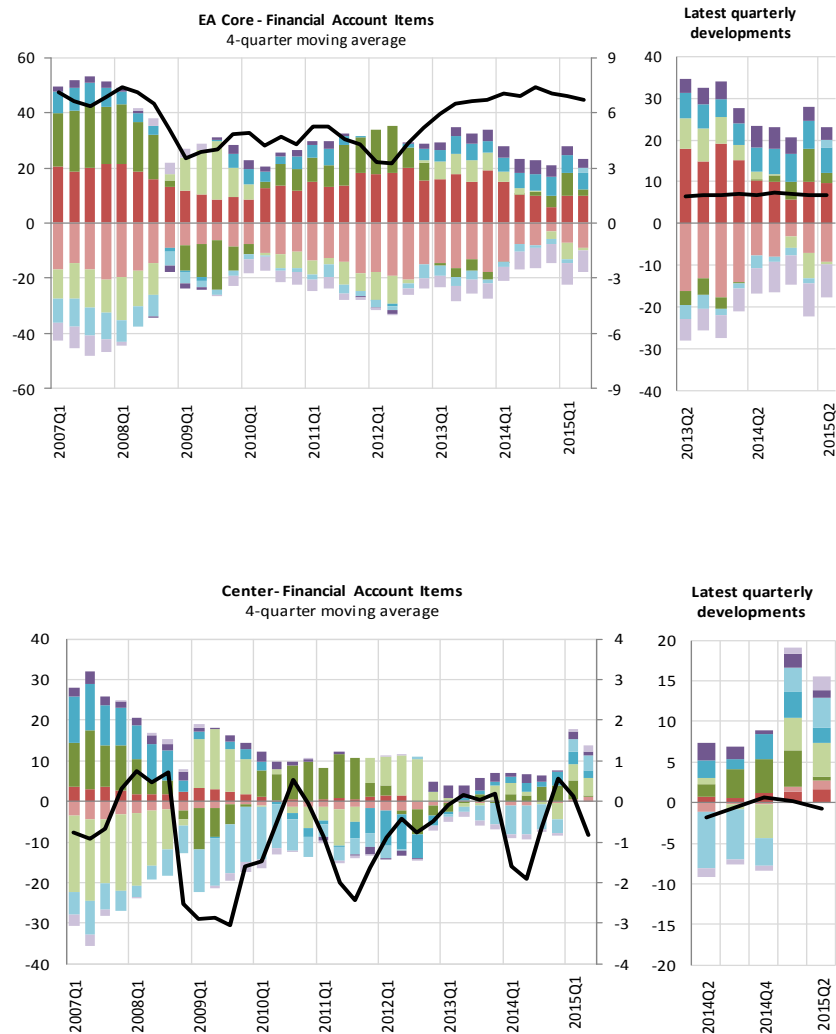 EA Core - Financial Account Items
4-quarter moving average
60
40
20
0
-20
-40
-60
9
6
3
0
-3
-6
-9
2007Q1
2008Q1
2009Q1
2010Q1
2011Q1
2012Q1
2013Q1
2014Q1
2015Q1
Latest quarterly
developments
40
30
20
10
0
-10
-20
-30
-40
2013Q2
2014Q2
2015Q2
Center- Financial Account Items
4-quarter moving average
40
30
20
10
0
-10
-20
-30
-40
4
3
2
1
0
-1
-2
-3
-4
2007Q1
2008Q1
2009Q1
2010Q1
2011Q1
2012Q1
2013Q1
2014Q1
2015Q1
Latest quarterly
developments
20
15
10
5
0
-5
-10
-15
-20
2014Q2
2014Q4
2015Q2